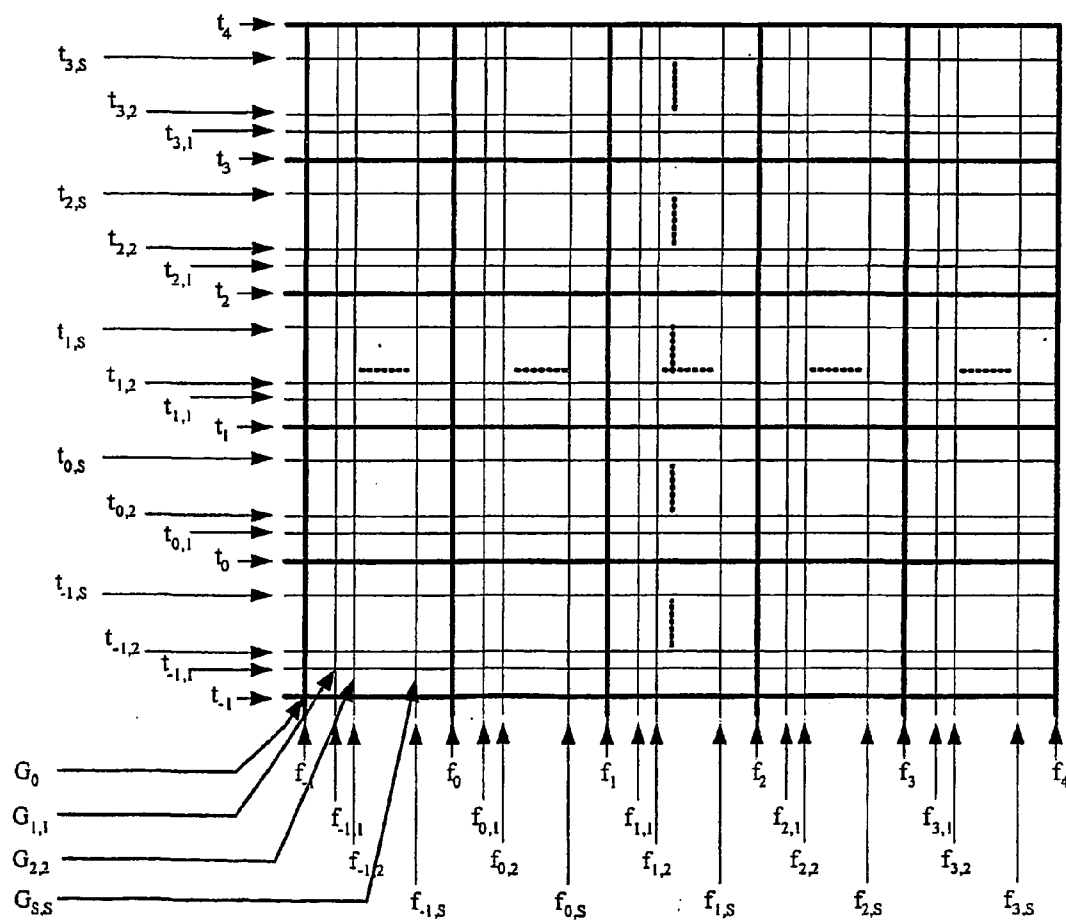 t4
t3,S
t3,2
t3,1
t3
t2,S
t2,2
t2,1
t2
t1,S
t1,2
t1,1
t1
t0,S
t0,2
t0,1
t0
t-1,S
t-1,2
t-1,1
t-1
G0 f-1 f0 f1 f2 f3 f4
G1,1 f-1,1 f0,1 f1,1 f2,1 f3,1
G2,2 f-1,2 f0,2 f1,2 f2,2 f3,2
GS,S f-1,S f0,S f1,S f2,S f3,S